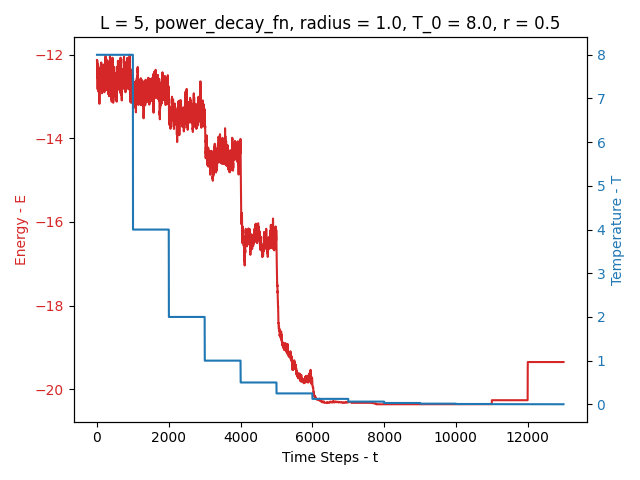 L = 5, power_decay_fn, radius = 1.0, T_0 = 8.0, r = 0.5
−12
−14
−16
−18
−20
Energy - E
8
7
6
5
4
3
2
1
0
Temperature - T
0 2000 4000 6000 8000 10000 12000
Time Steps - t